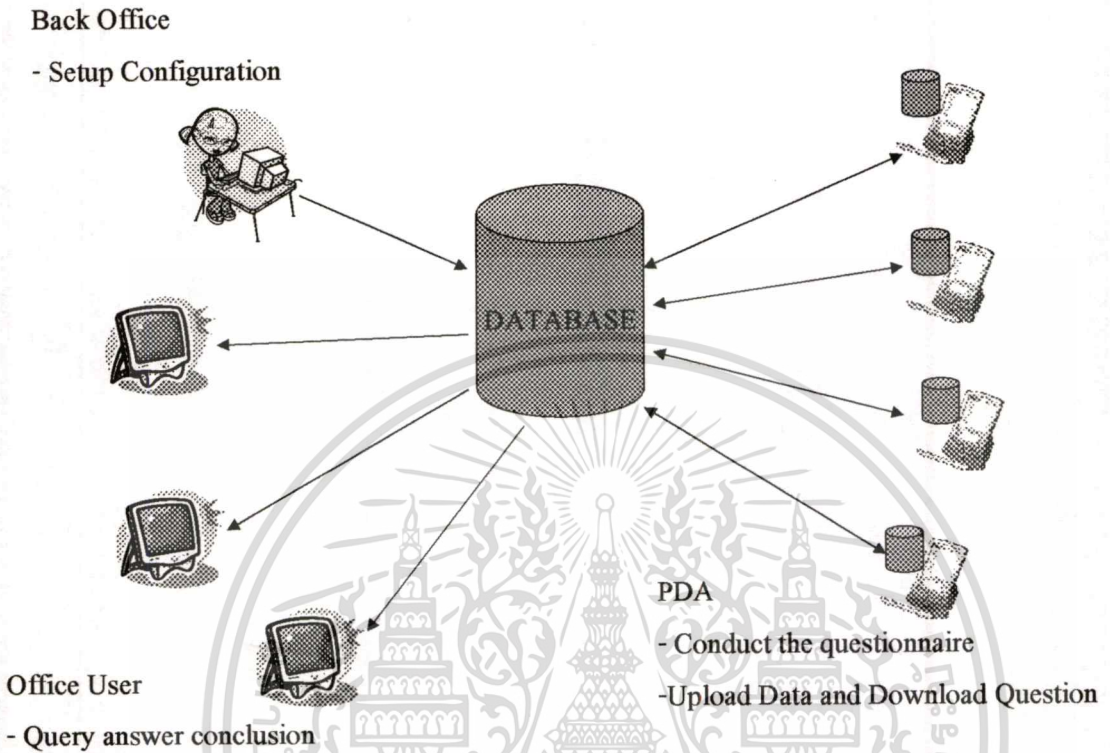 Back Office
- Setup Configuration
DATABASE
PDA
- Conduct the questionnaire
-Upload Data and Download Question
Office User
- Query answer conclusion